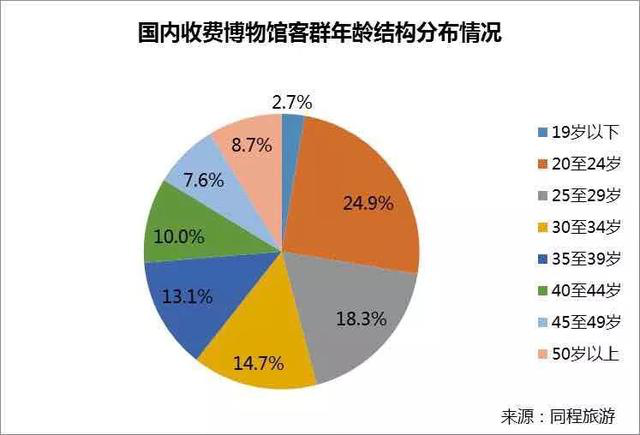 国内收费博物馆客群年龄结构分布情况
2.7%
24.9%
18.3%
14.7%
13.1%
10.0%
7.6%
8.7%
19岁以下
20至24岁
25至29岁
30至34岁
35至39岁
40至44岁
45至49岁
50岁以上
来源：同程旅游